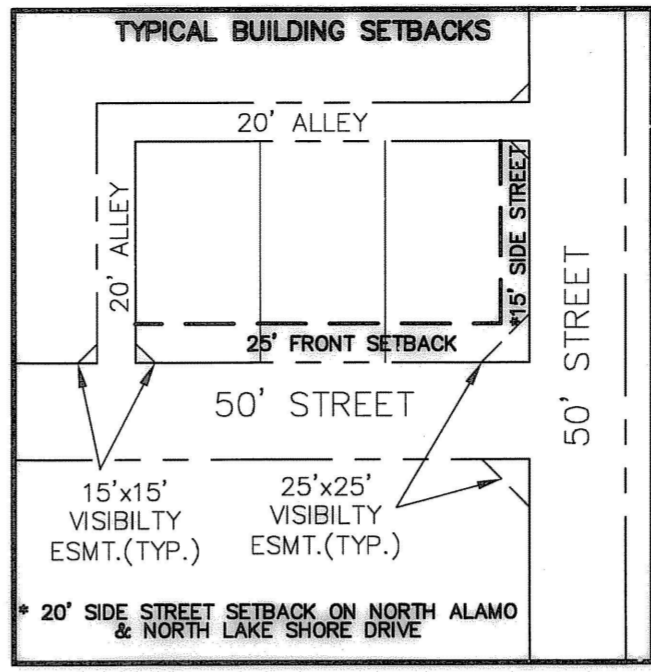 TYPICAL BUILDING SETBACKS
20' ALLEY
20' ALLEY
*15' SIDE STREET
25' FRONT SETBACK
50' STREET
50' STREET
15'x15'
VISIBILTY
ESMT.(TYP.)
25'x25'
VISIBILTY
ESMT.(TYP.)
* 20' SIDE STREET SETBACK ON NORTH ALAMO
& NORTH LAKE SHORE DRIVE